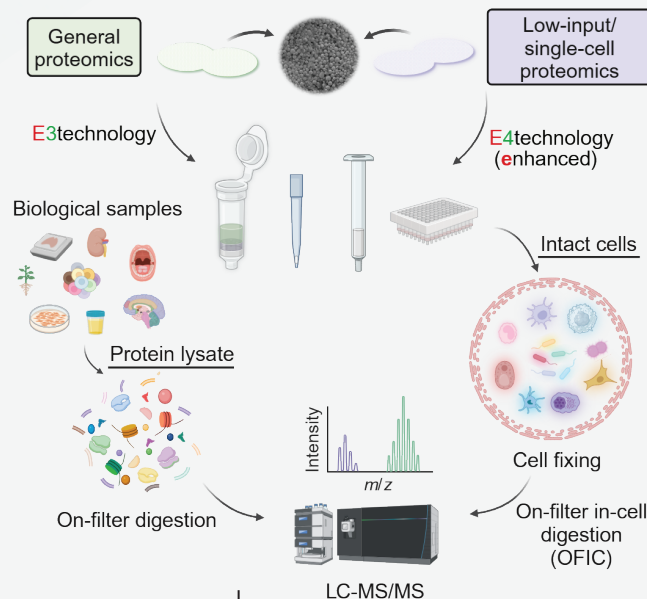 General
proteomics
Low-input/
single-cell
proteomics
E3technology
E4technology
(enhanced)
Biological samples
Intact cells
Protein lysate
Intensity
m/z
Cell fixing
On-filter digestion
On-filter in-cell
digestion
(OFIC)
LC-MS/MS